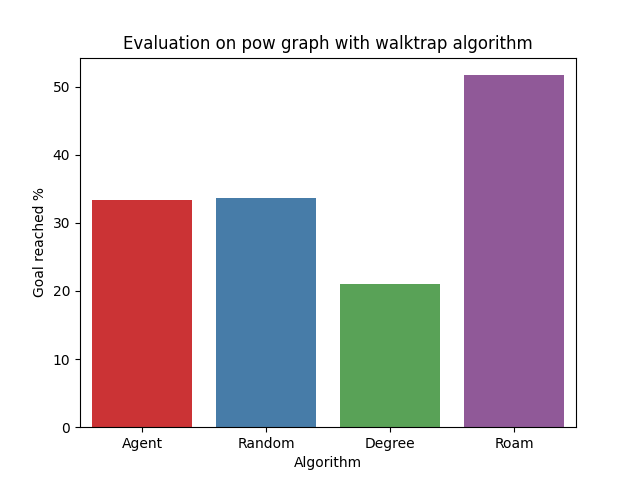 Evaluation on pow graph with walktrap algorithm
Goal reached %
50
40
30
20
10
0
Agent Random Degree Roam
Algorithm